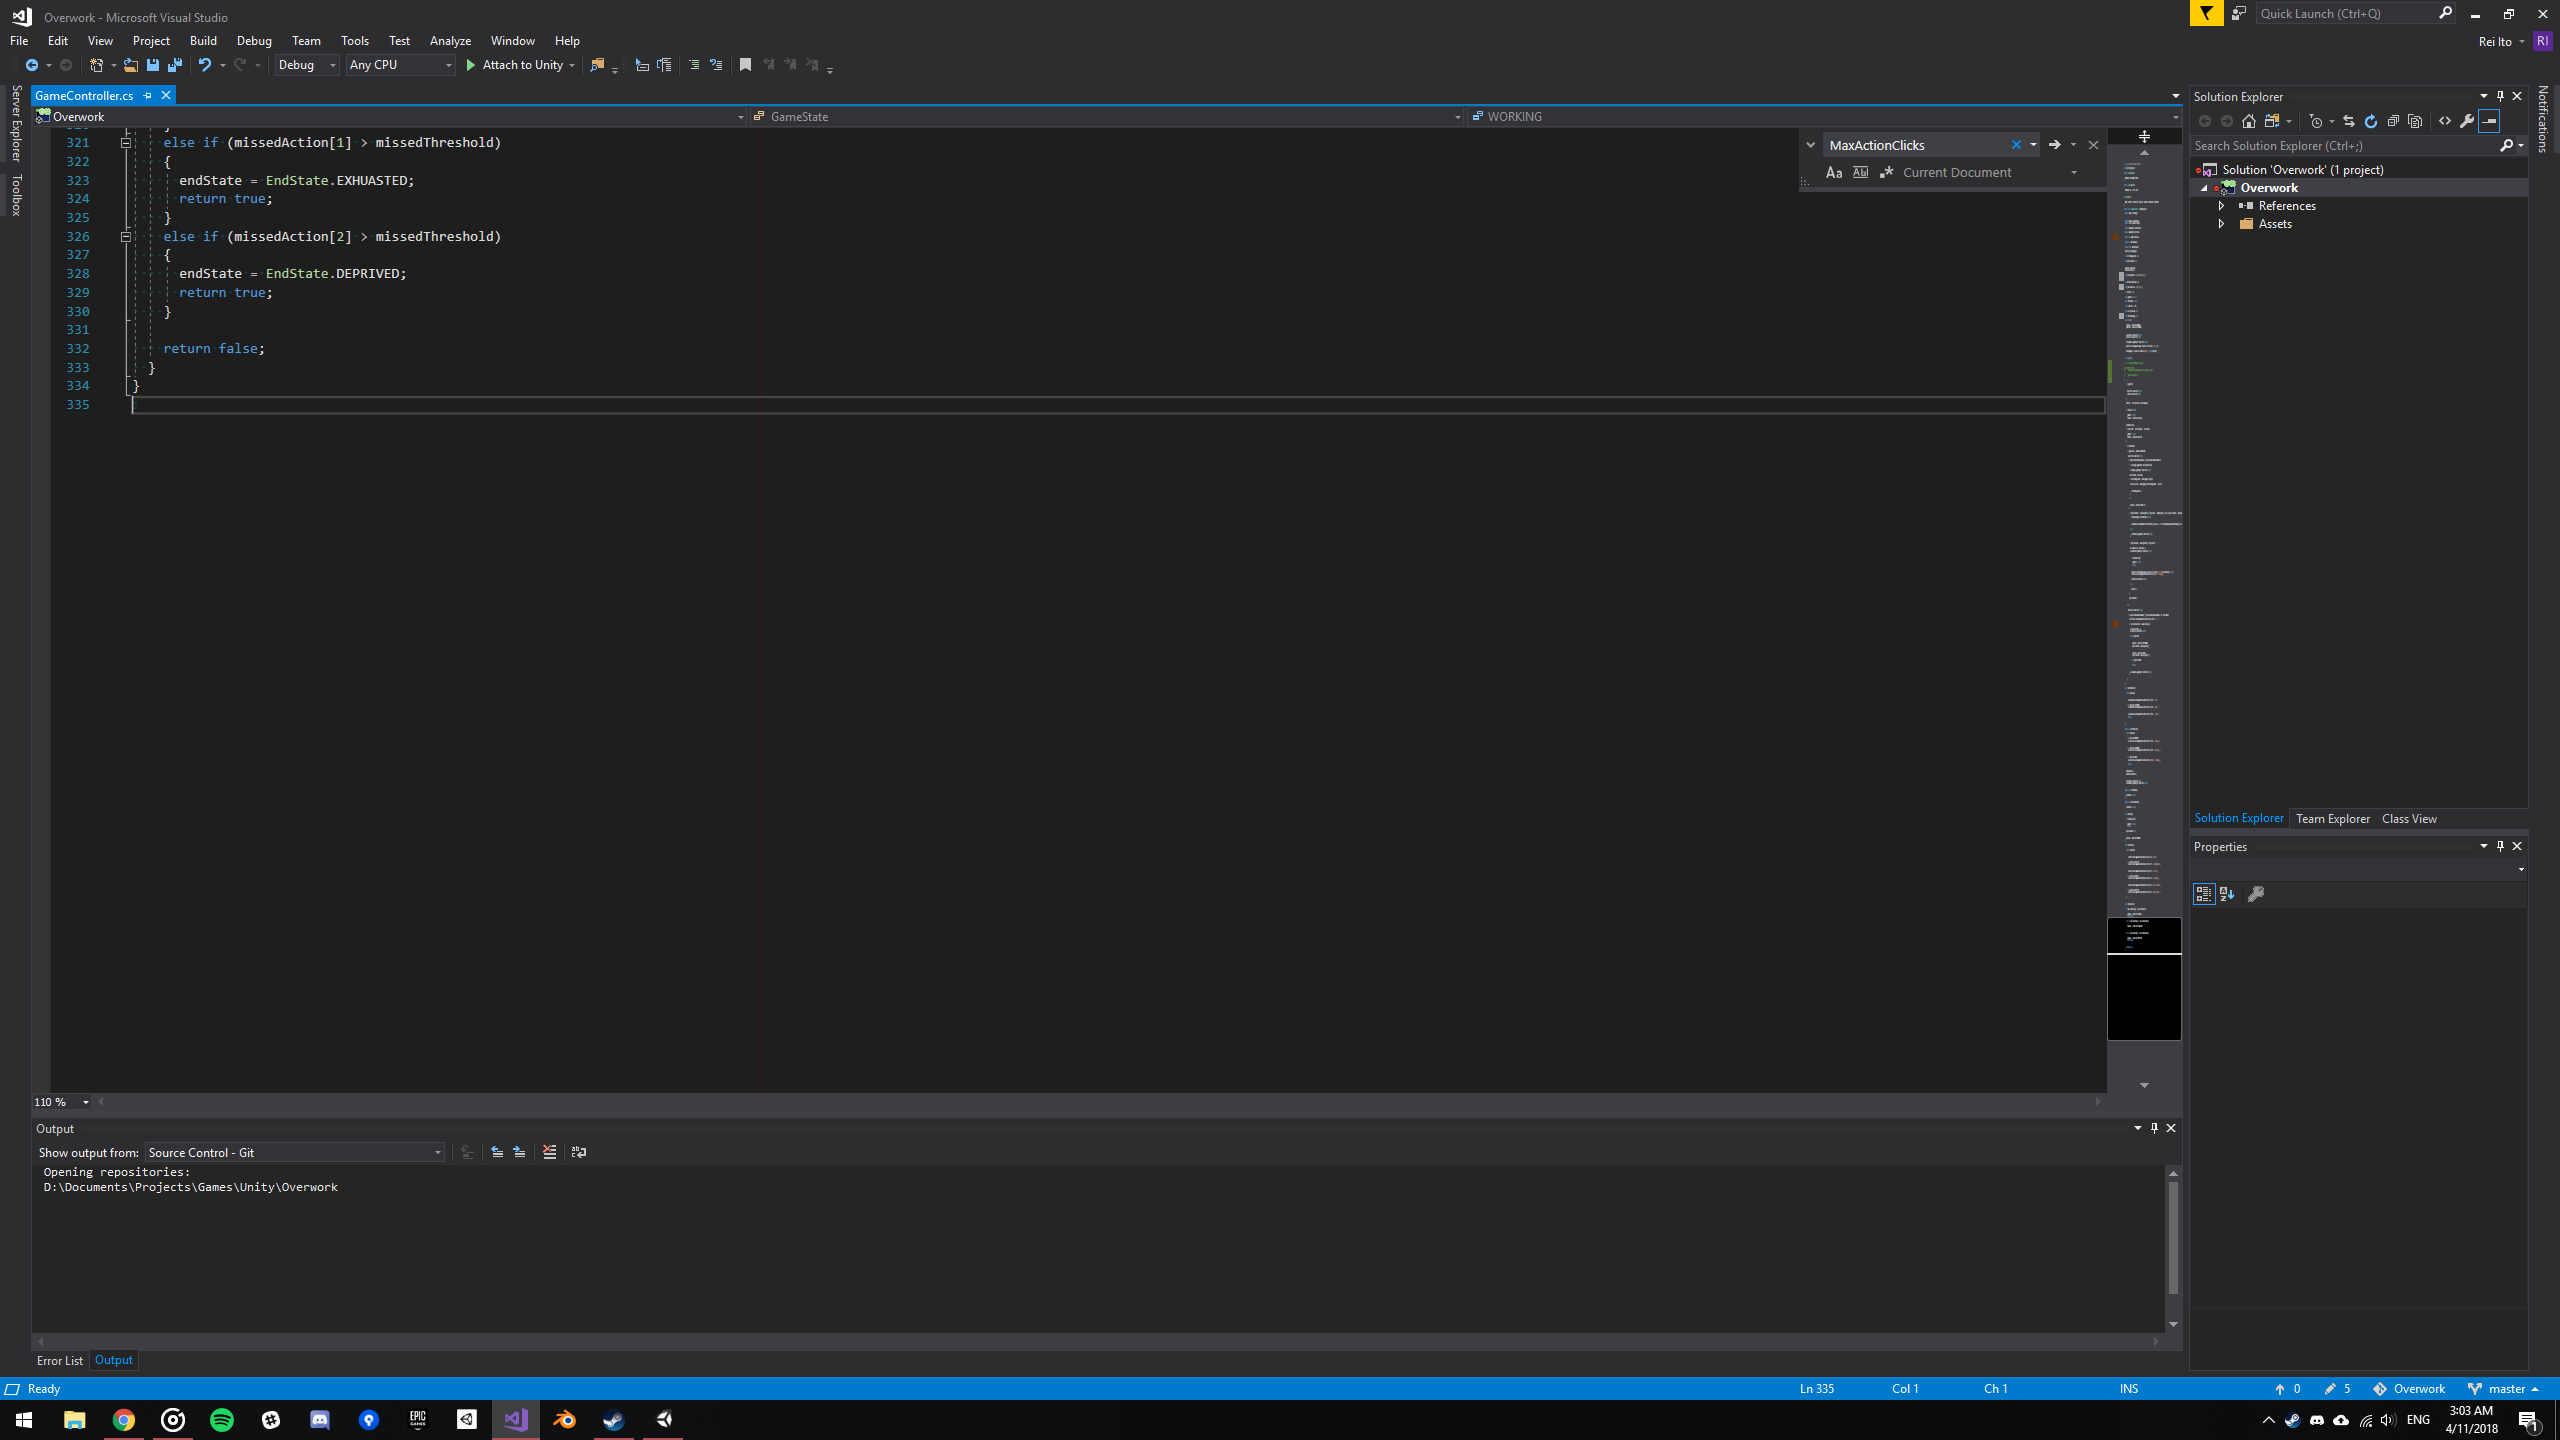 Overwork - Microsoft Visual Studio
Quick Launch (Ctrl+Q)
File Edit View Project Build Debug Team Tools Test Analyze Window Help
Rei Ito RI
Debug Any CPU Attach to Unity
Server Explorer
Toolbox
GameController.cs
Overwork GameState WORKING
321 else if (missedAction[1] > missedThreshold)
322 {
323 endState = EndState.EXHUASTED;
324 return true;
325 }
326 else if (missedAction[2] > missedThreshold)
327 {
328 endState = EndState.DEPRIVED;
329 return true;
330 }
331
332 return false;
333 }
334 }
335
MaxActionClicks
Aa Ab Current Document
110 %
Output
Show output from: Source Control - Git
Opening repositories:
D:\Documents\Projects\Games\Unity\Overwork
Error List Output
Solution Explorer
Search Solution Explorer (Ctrl+;)
Solution 'Overwork' (1 project)
Overwork
References
Assets
Solution Explorer Team Explorer Class View
Properties
Notifications
Ready
Ln 335 Col 1 Ch 1 INS 0 5 Overwork master
EPIC GAMES
ENG
3:03 AM
4/11/2018
1